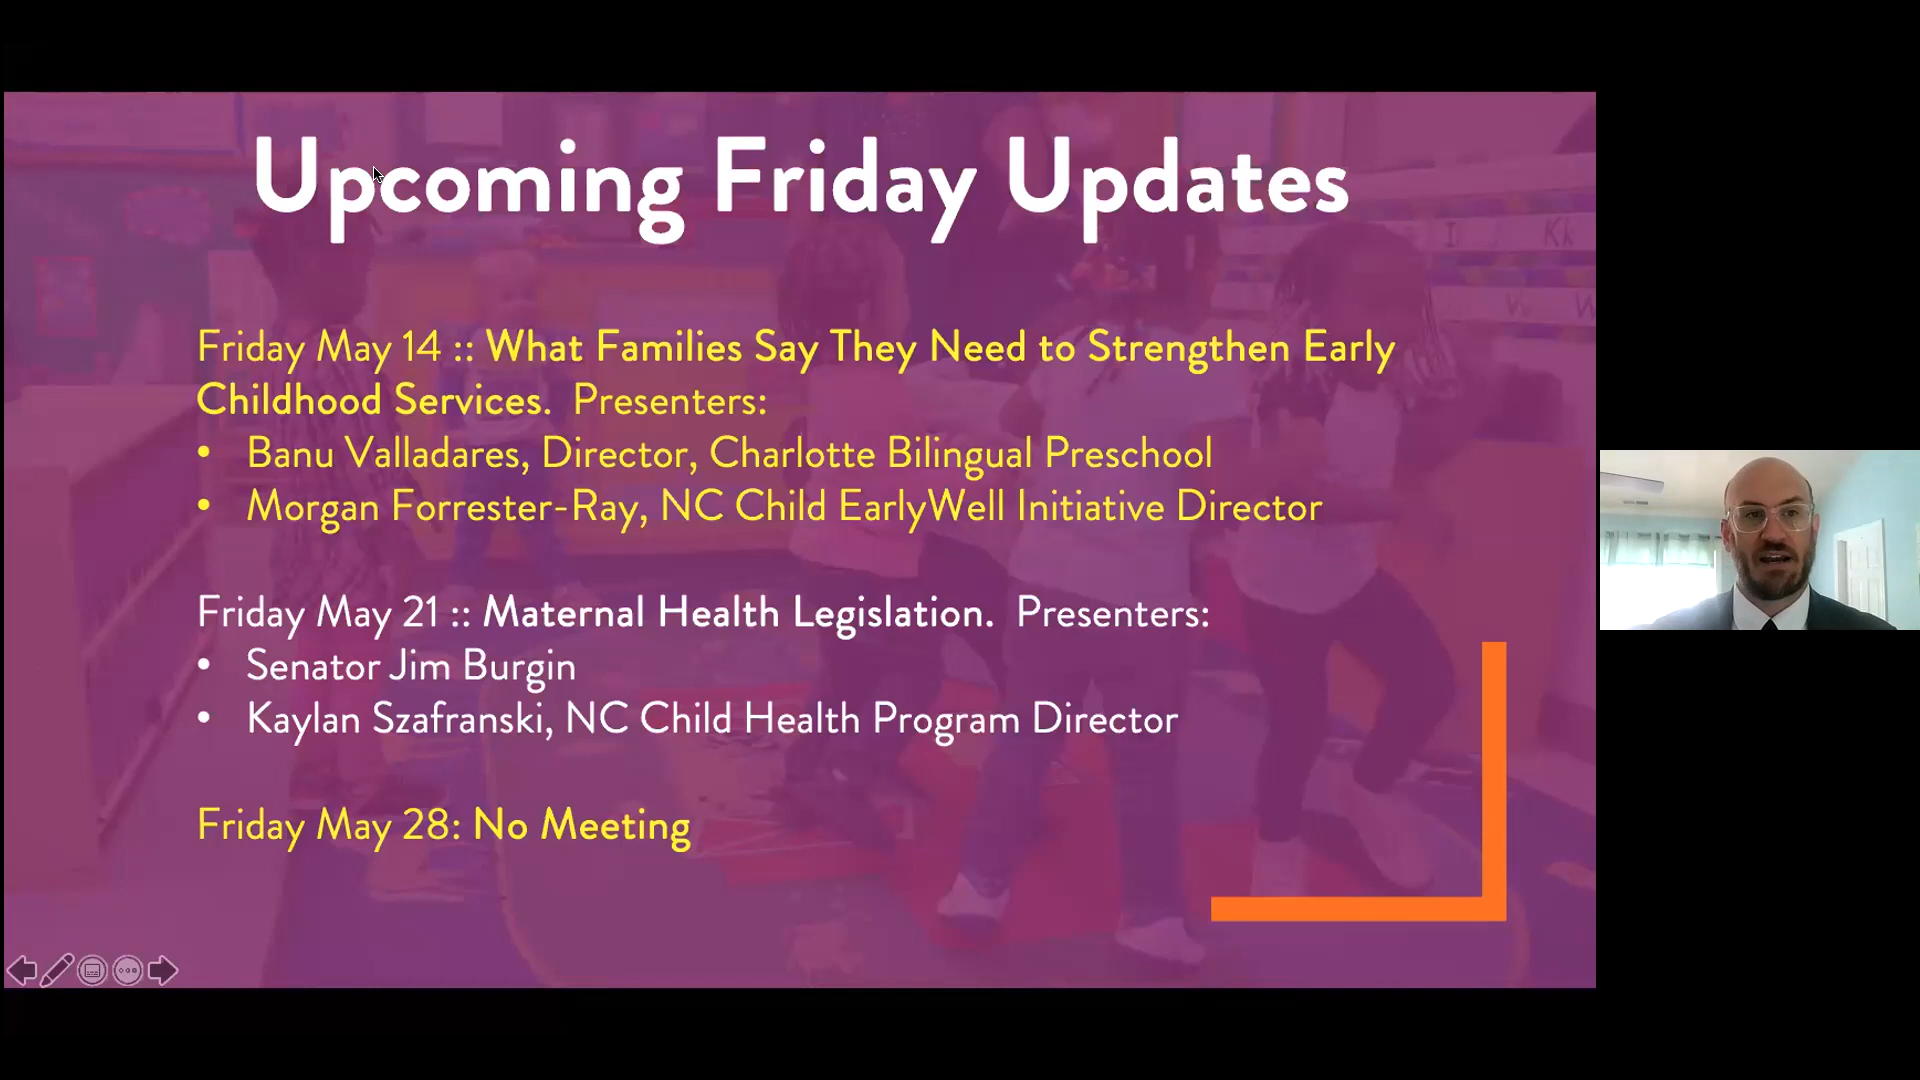 Upcoming Friday Updates
Friday May 14 :: What Families Say They Need to Strengthen Early
Childhood Services. Presenters:
• Banu Valladares, Director, Charlotte Bilingual Preschool
• Morgan Forrester-Ray, NC Child EarlyWell Initiative Director
Friday May 21 :: Maternal Health Legislation. Presenters:
• Senator Jim Burgin
• Kaylan Szafranski, NC Child Health Program Director
Friday May 28: No Meeting
I Kk
W W